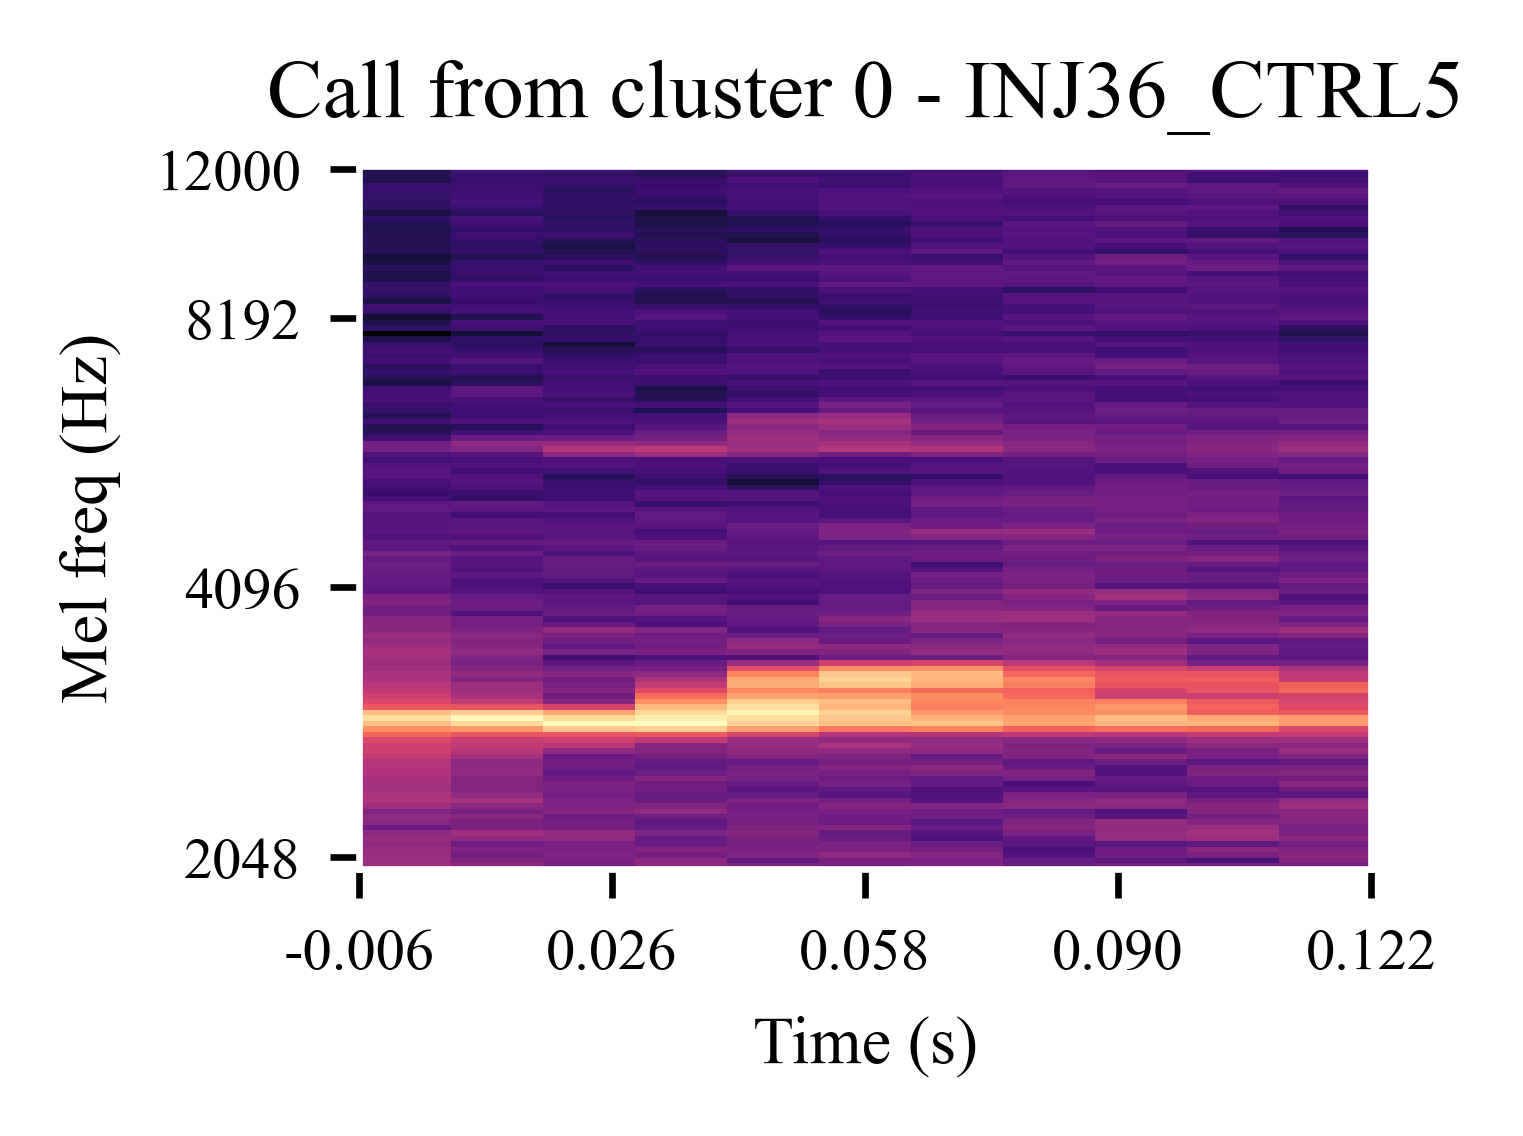 Call from cluster 0 - INJ36_CTRL5
12000
8192
4096
2048
Mel freq (Hz)
-0.006 0.026 0.058 0.090 0.122
Time (s)